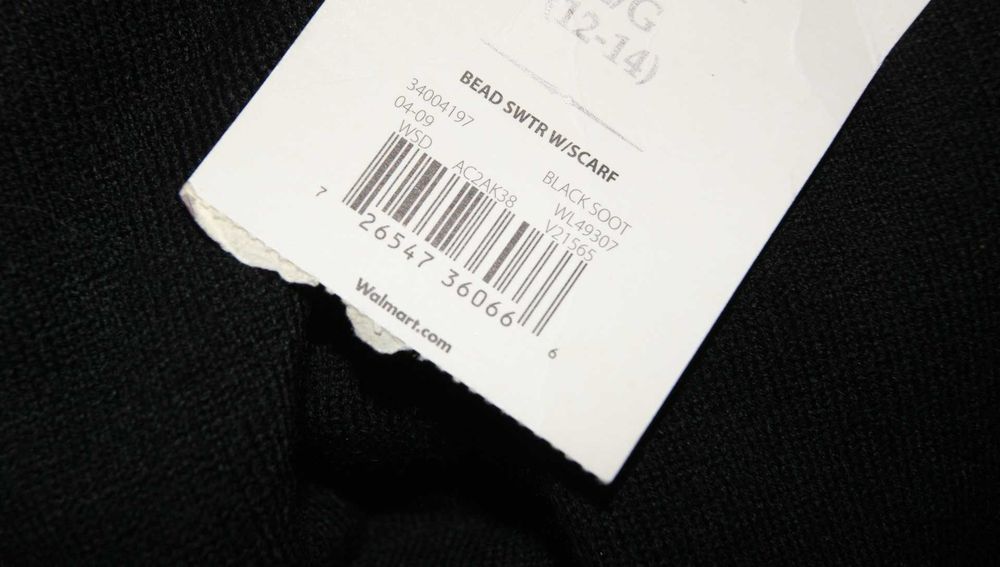 (12-14)
BEAD SWTR W/SCARF
34004197 BLACK SOOT
04-09 WL49307
WSD AC2AK38 V21565
7 26547 36066 6
Walmart.com